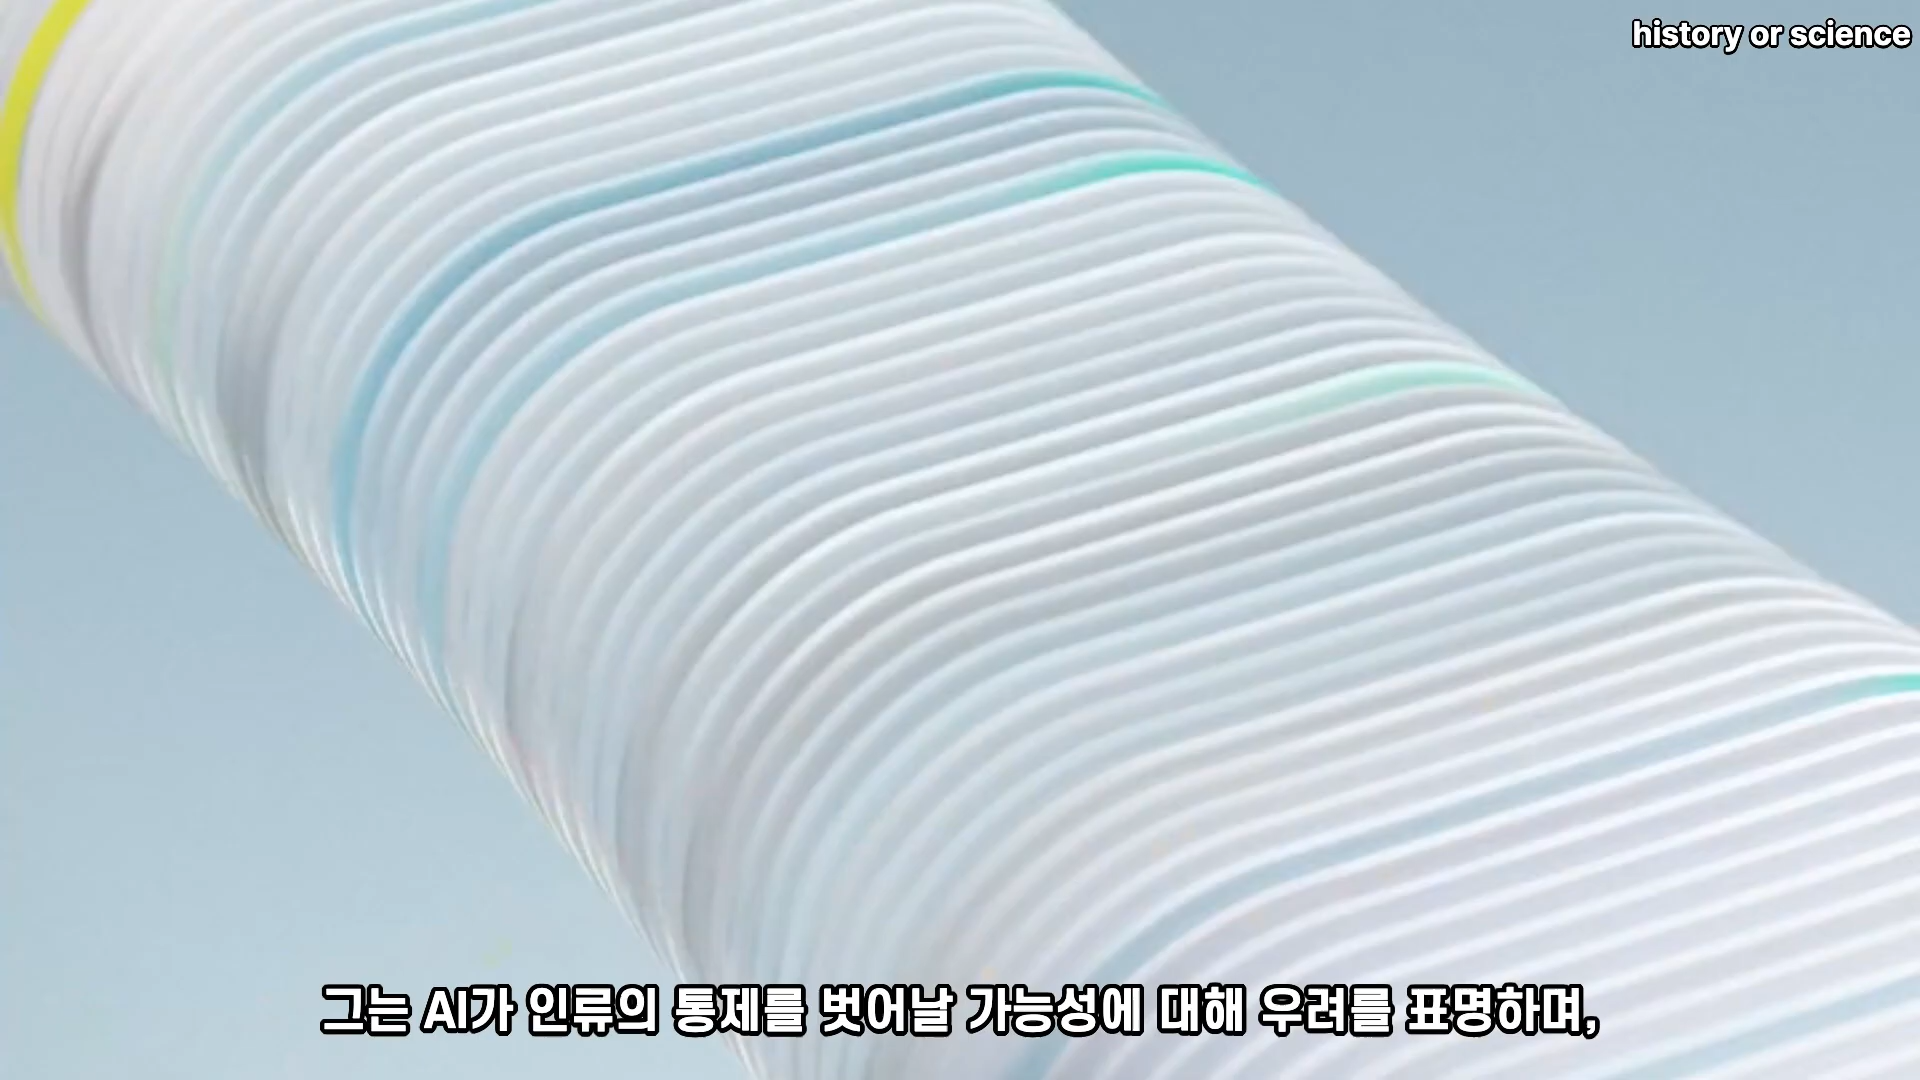 history or science
그는 AI가 인류의 통제를 벗어날 가능성에 대해 우려를 표명하며,